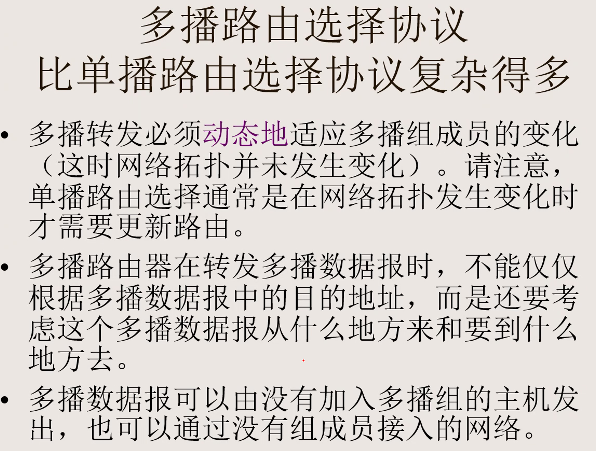 多播路由选择协议
比单播路由选择协议复杂得多
• 多播转发必须动态地适应多播组成员的变化
（这时网络拓扑并未发生变化）。请注意，
单播路由选择通常是在网络拓扑发生变化时
才需要更新路由。
• 多播路由器在转发多播数据报时，不能仅仅
根据多播数据报中的目的地址，而是还要考
虑这个多播数据报从什么地方来和要到什么
地方去。
• 多播数据报可以由没有加入多播组的主机发
出，也可以通过没有组成员接入的网络。